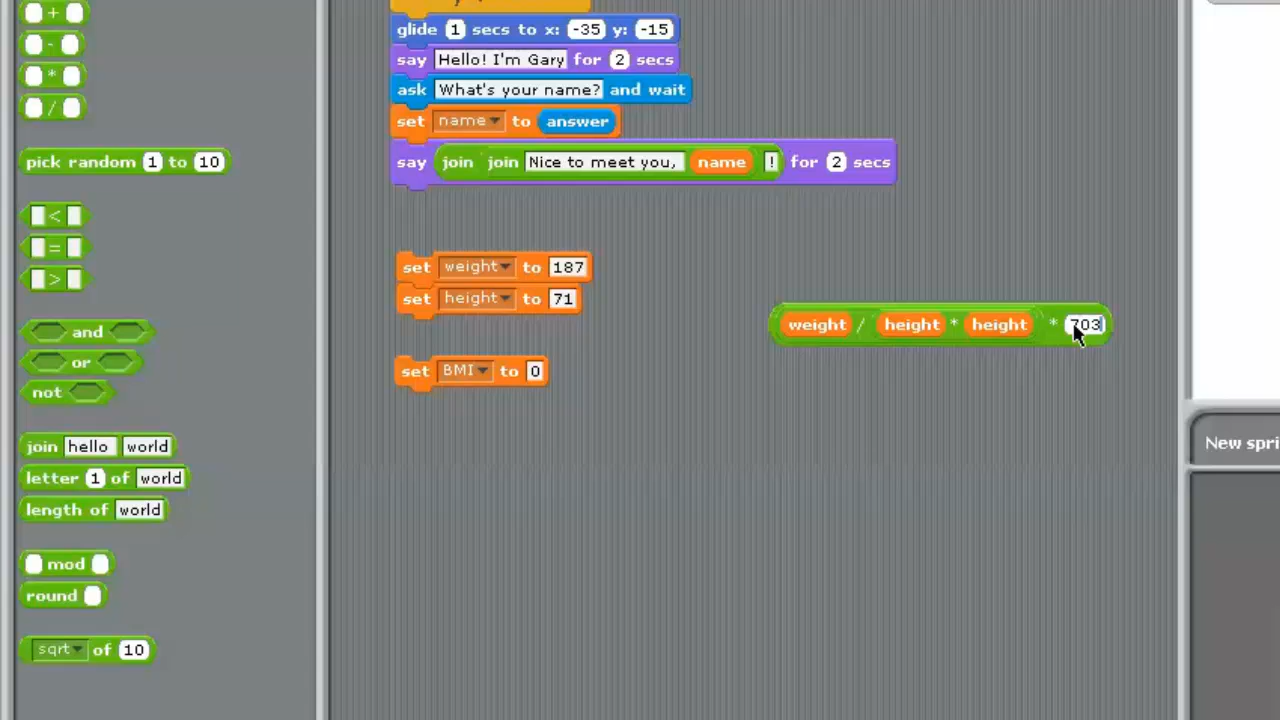 +
-
*
/
pick random 1 to 10
<
=
>
and
or
not
join hello world
letter 1 of world
length of world
mod
round
sqrt of 10
glide 1 secs to x: -35 y: -15
say Hello! I'm Gary for 2 secs
ask What's your name? and wait
set name to answer
say join join Nice to meet you, name ! for 2 secs
set weight to 187
set height to 71
set BMI to 0
weight / height * height * 703
New spri